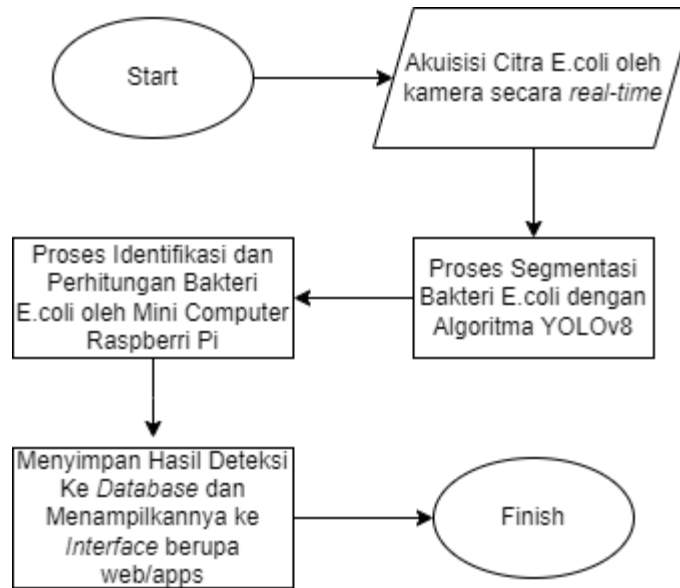 Start
Akuisisi Citra E.coli oleh
kamera secara real-time
Proses Segmentasi
Bakteri E.coli dengan
Algoritma YOLOv8
Proses Identifikasi dan
Perhitungan Bakteri
E.coli oleh Mini Computer
Raspberri Pi
Menyimpan Hasil Deteksi
Ke Database dan
Menampilkannya ke
Interface berupa
web/apps
Finish